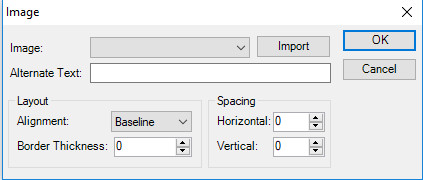 Image
Image: Import OK
Alternate Text: Cancel
Layout Spacing
Alignment: Baseline Horizontal: 0
Border Thickness: 0 Vertical: 0